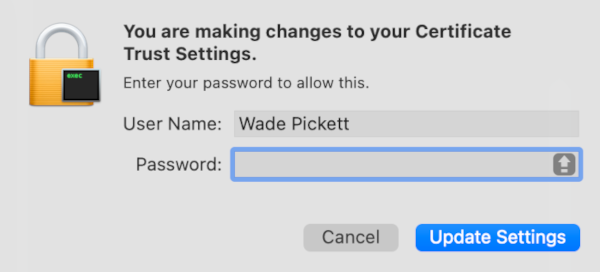 You are making changes to your Certificate
Trust Settings.
exec
Enter your password to allow this.
User Name: Wade Pickett
Password:
Cancel Update Settings